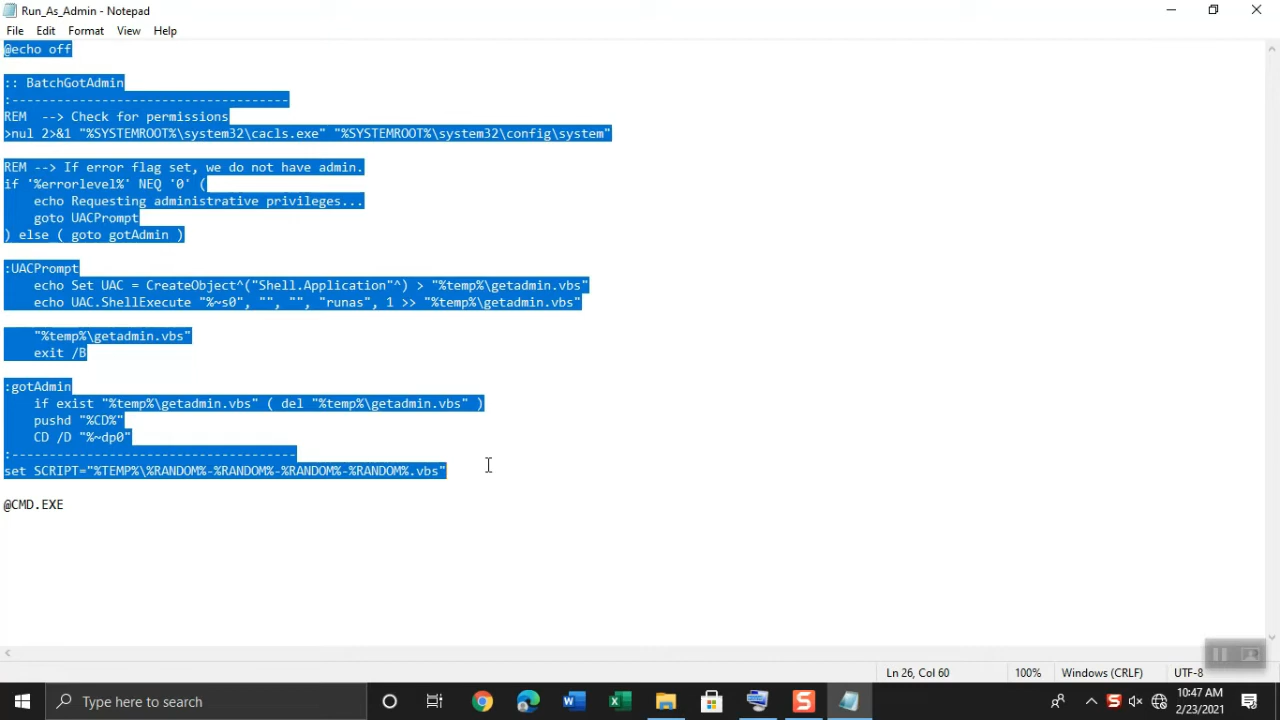 Run_As_Admin - Notepad
File Edit Format View Help
@echo off
:: BatchGotAdmin
:-------------------------------------
REM  --> Check for permissions
>nul 2>&1 "%SYSTEMROOT%\system32\cacls.exe" "%SYSTEMROOT%\system32\config\system"
REM --> If error flag set, we do not have admin.
if '%errorlevel%' NEQ '0' (
    echo Requesting administrative privileges...
    goto UACPrompt
) else ( goto gotAdmin )
:UACPrompt
    echo Set UAC = CreateObject^("Shell.Application"^) > "%temp%\getadmin.vbs"
    echo UAC.ShellExecute "%~s0", "", "", "runas", 1 >> "%temp%\getadmin.vbs"
    "%temp%\getadmin.vbs"
    exit /B
:gotAdmin
    if exist "%temp%\getadmin.vbs" ( del "%temp%\getadmin.vbs" )
    pushd "%CD%"
    CD /D "%~dp0"
:--------------------------------------
set SCRIPT="%TEMP%\%RANDOM%-%RANDOM%-%RANDOM%-%RANDOM%.vbs"
@CMD.EXE
Ln 26, Col 60 100% Windows (CRLF) UTF-8
Type here to search
10:47 AM
2/23/2021